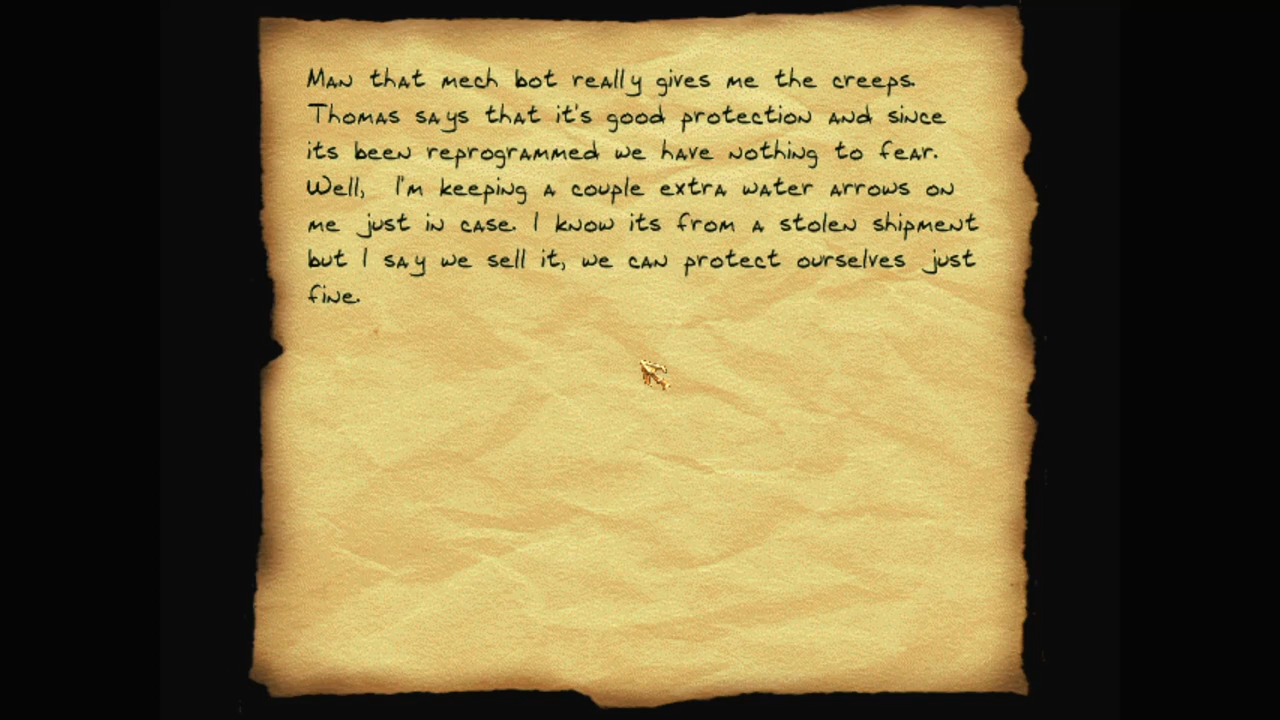 Man that mech bot really gives me the creeps.
Thomas says that it's good protection and since
its been reprogrammed we have nothing to fear.
Well, I'm keeping a couple extra water arrows on
me just in case. I know its from a stolen shipment
but I say we sell it, we can protect ourselves just
fine.